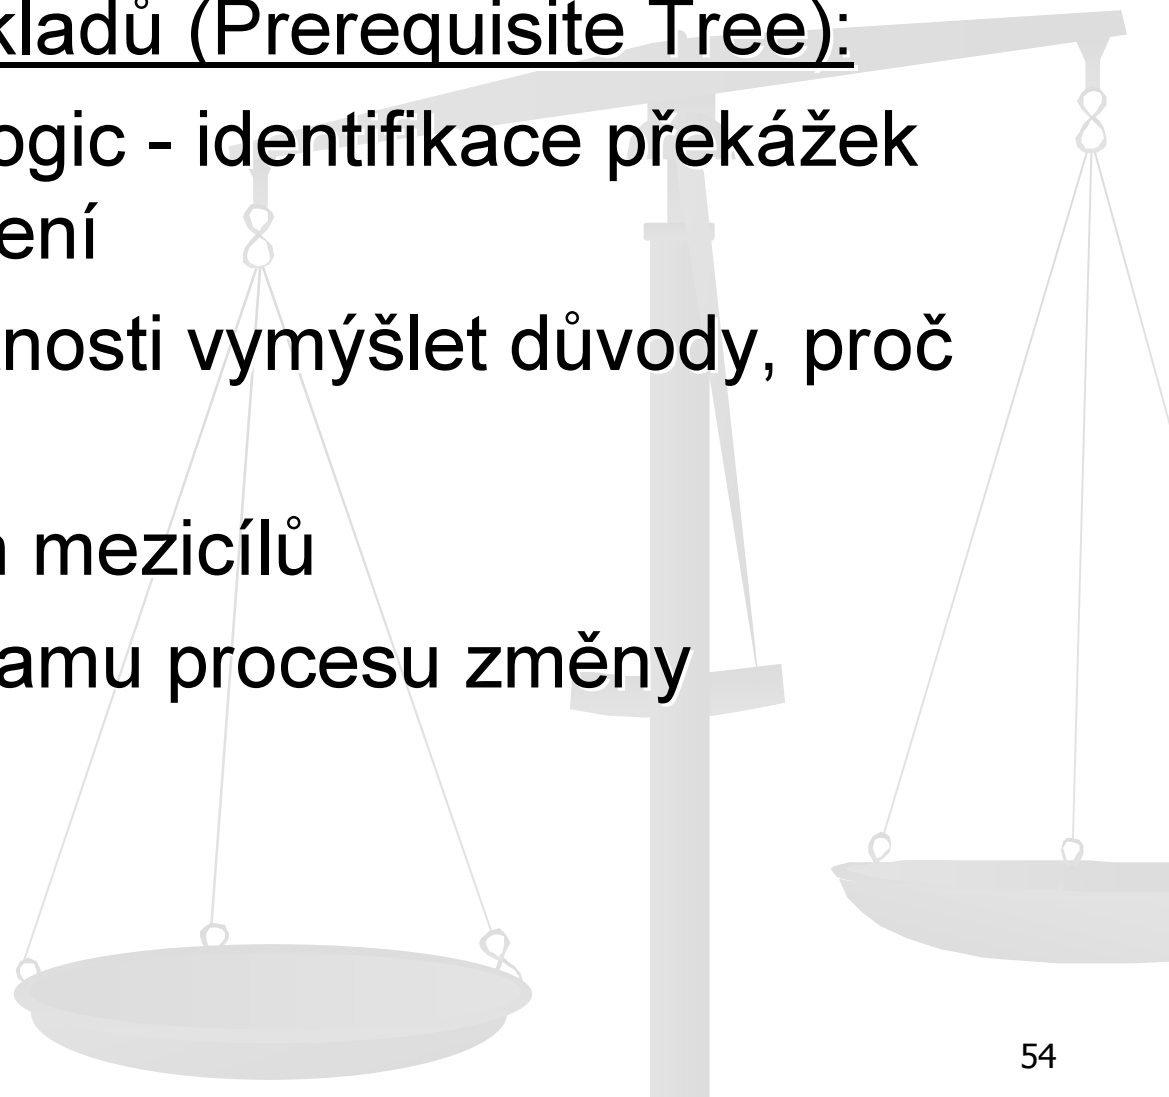 kladů (Prerequisite Tree):
ogic - identifikace překážek
ení
nosti vymýšlet důvody, proč
mezicílů
amu procesu změny
54